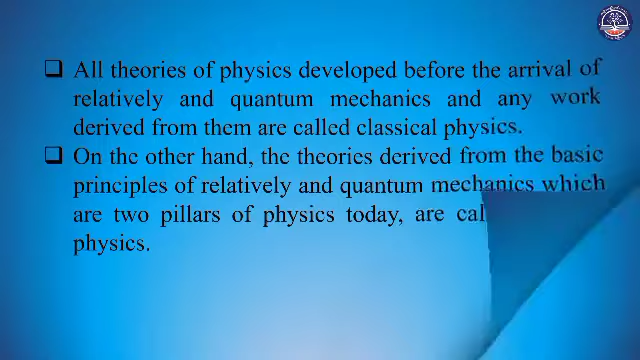 All theories of physics developed before the arrival of
relatively and quantum mechanics and any work
derived from them are called classical physics.
On the other hand, the theories derived from the basic
principles of relatively and quantum mechanics which
are two pillars of physics today, are
physics.